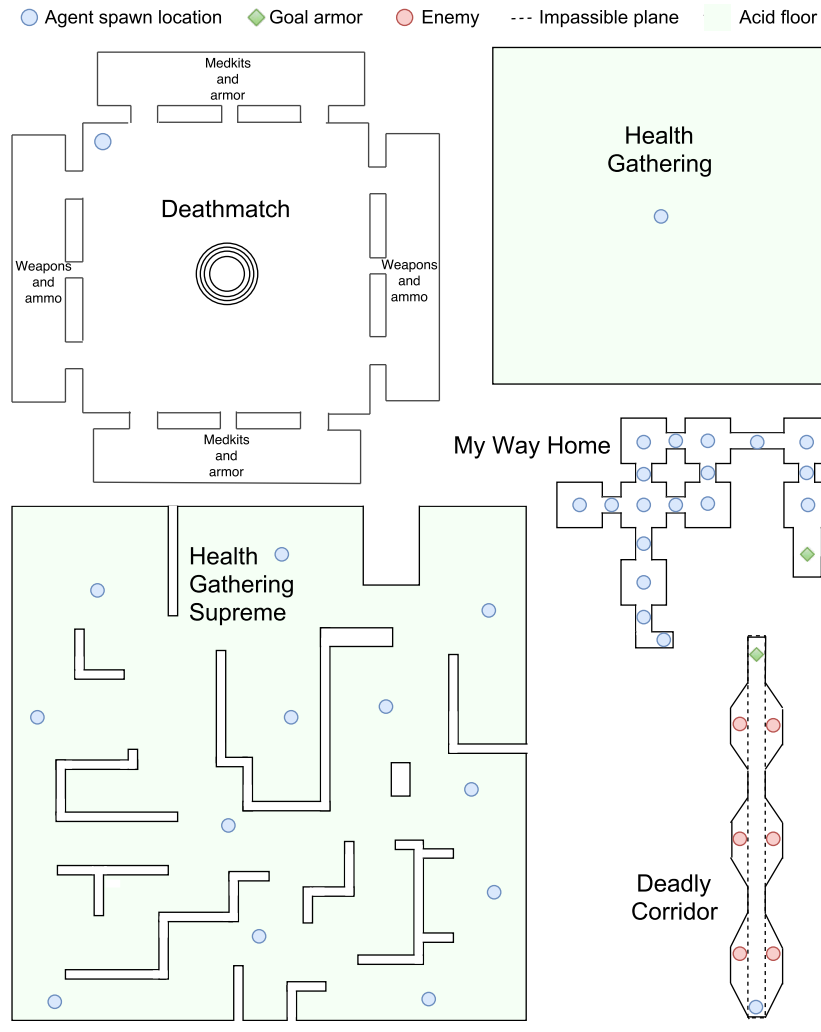 Agent spawn location
Goal armor
Enemy
Impassible plane
Acid floor
Medkits
and
armor
Deathmatch
Weapons
and
ammo
Weapons
and
ammo
Medkits
and
armor
Health
Gathering
My Way Home
Health
Gathering
Supreme
Deadly
Corridor